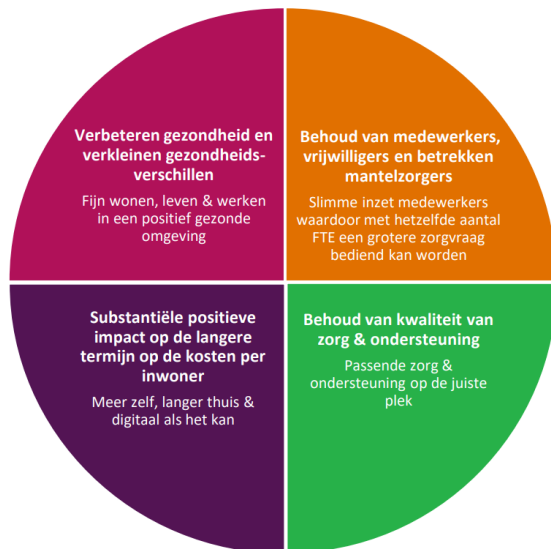 Verbeteren gezondheid en
verkleinen gezondheids-
verschillen
Fijn wonen, leven & werken
in een positief gezonde
omgeving
Behoud van medewerkers,
vrijwilligers en betrekken
mantelzorgers
Slimme inzet medewerkers
waardoor met hetzelfde aantal
FTE een grotere zorgvraag
bediend kan worden
Substantiële positieve
impact op de langere
termijn op de kosten per
inwoner
Meer zelf, langer thuis &
digitaal als het kan
Behoud van kwaliteit van
zorg & ondersteuning
Passende zorg &
ondersteuning op de juiste
plek